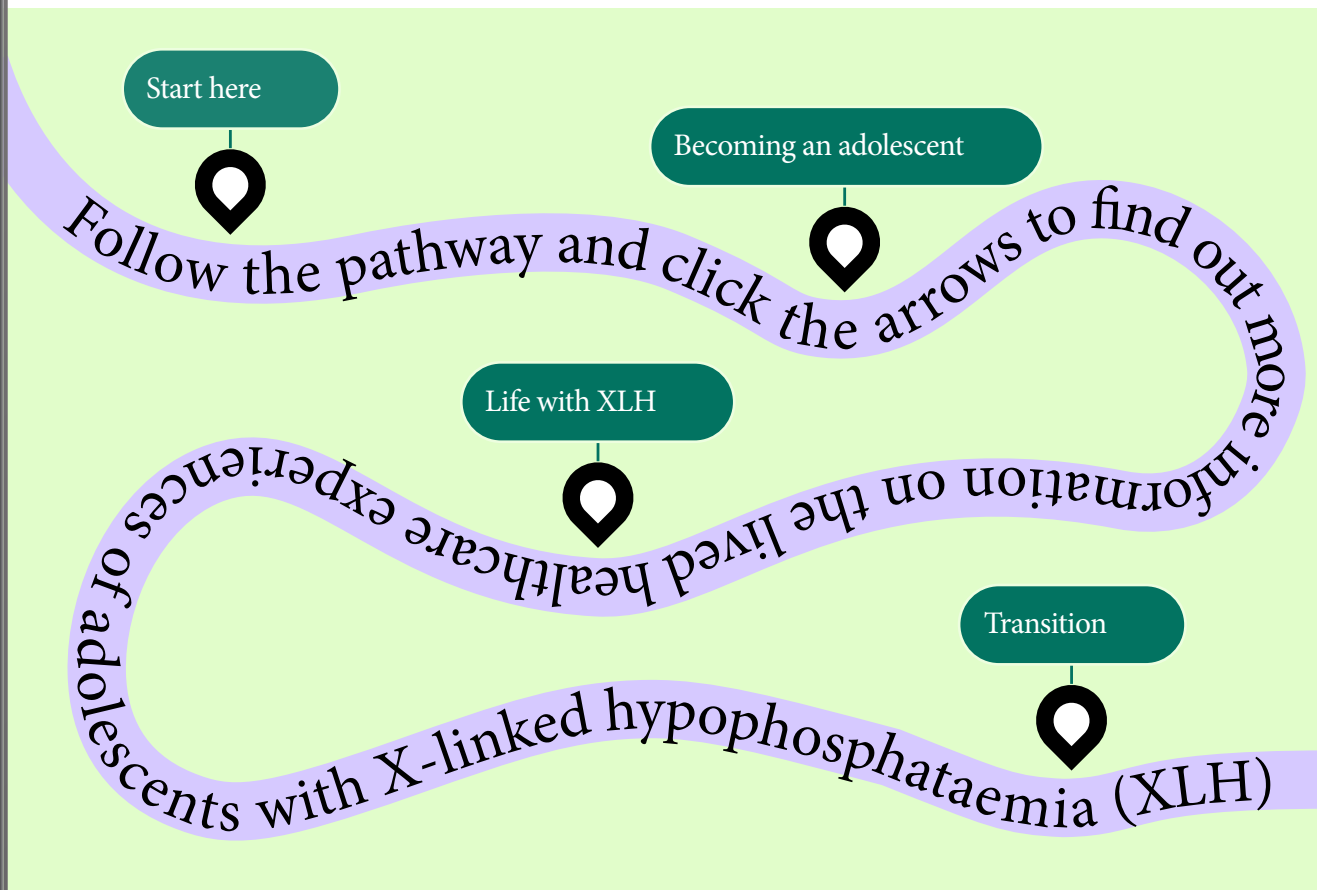 Start here
Becoming an adolescent
Follow the pathway and click the arrows to find out more information on the lived healthcare experiences of adolescents with X-linked hypophosphataemia (XLH)
Life with XLH
Transition